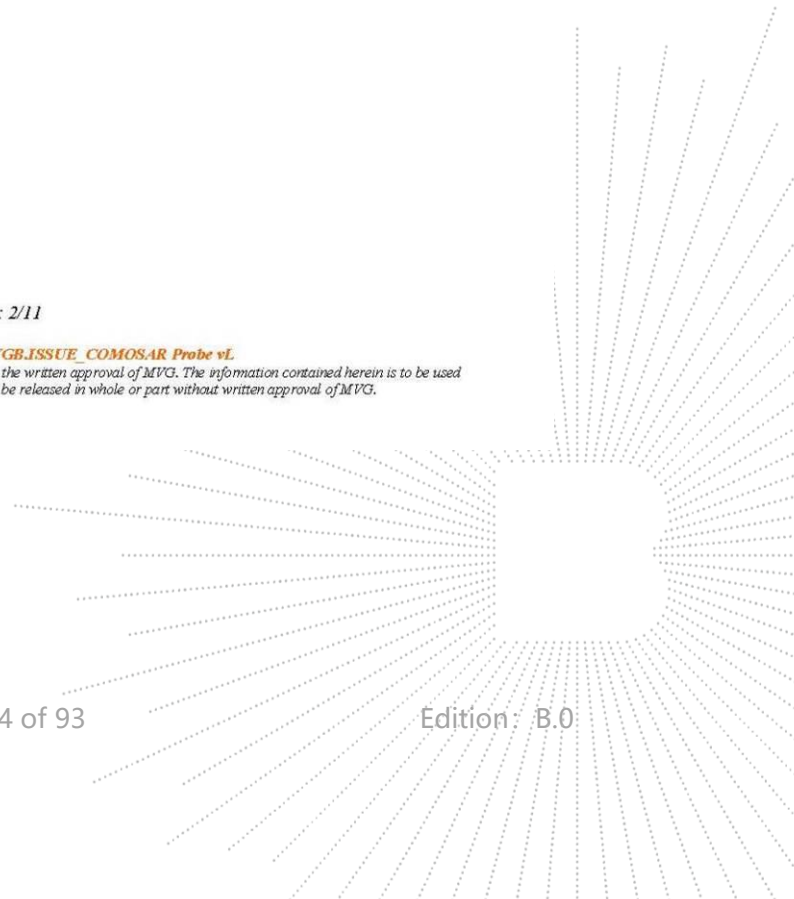 : 2/11
GB.ISSUE_COMOSAR Probe vL
the written approval of MVG. The information contained herein is to be used
be released in whole or part without written approval of MVG.
4 of 93 Edition： B.0